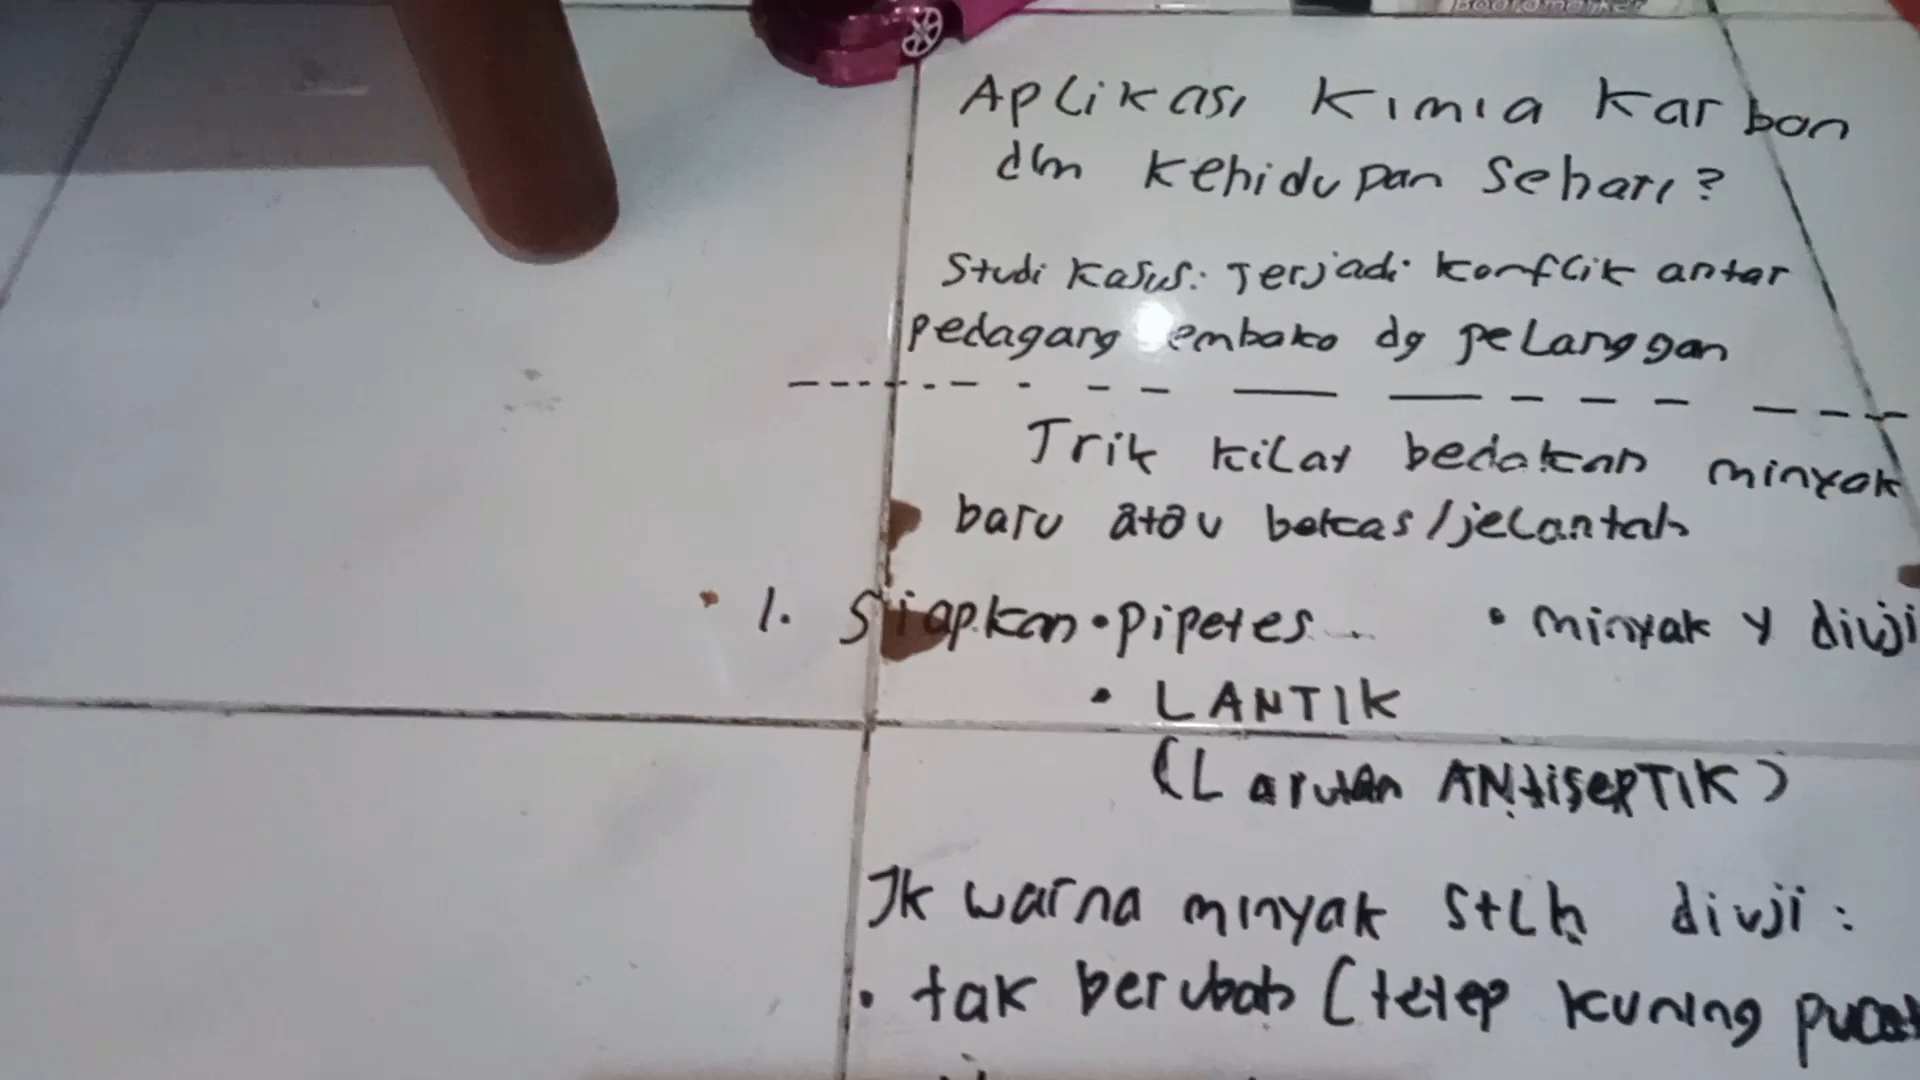 Boardmarker
Aplikasi Kimia Karbon
dlm Kehidupan Sehari?
Studi Kasus: Terjadi konflik antar
pedagang embako dg pelanggan
Trik kilat bedakan minyak
baru atau bekas/jelantah
1. Siapkan • pipetes • minyak y diuji
• LANTIK
(Larutan ANtisepTIK)
Jk warna minyak stlh diuji :
• tak berubah (tetep kuning pucat